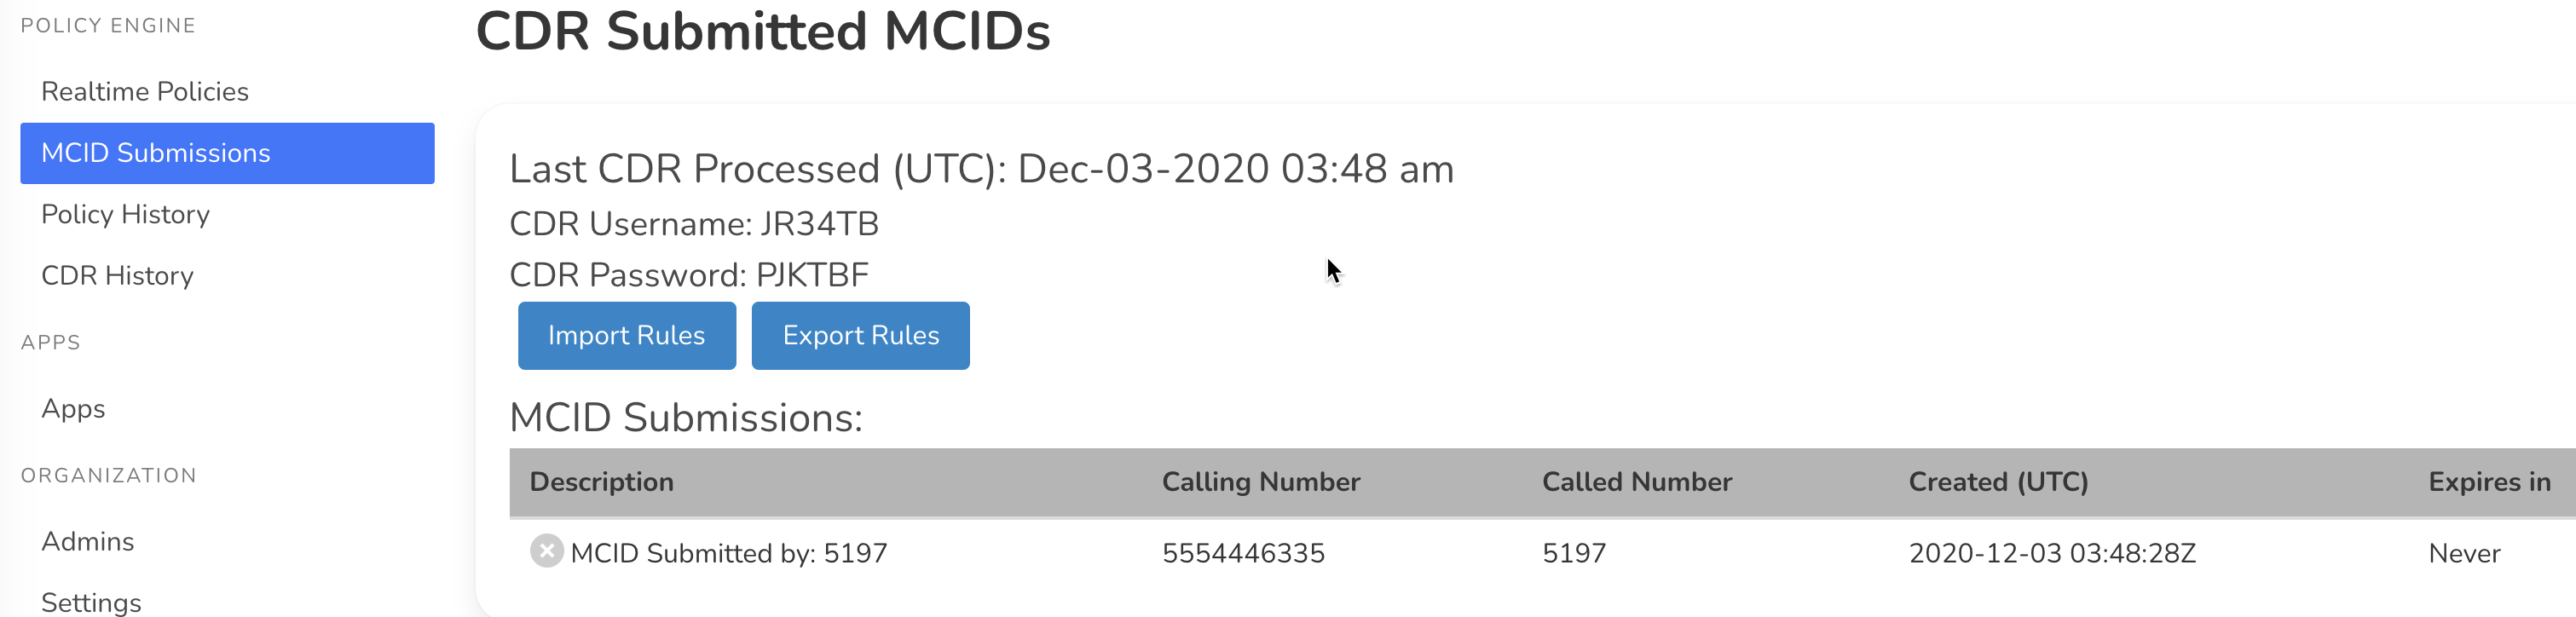 POLICY ENGINE
Realtime Policies
MCID Submissions
Policy History
CDR History
APPS
Apps
ORGANIZATION
Admins
Settings
CDR Submitted MCIDs
Last CDR Processed (UTC): Dec-03-2020 03:48 am
CDR Username: JR34TB
CDR Password: PJKTBF
Import Rules Export Rules
MCID Submissions:
Description Calling Number Called Number Created (UTC) Expires in
MCID Submitted by: 5197 5554446335 5197 2020-12-03 03:48:28Z Never